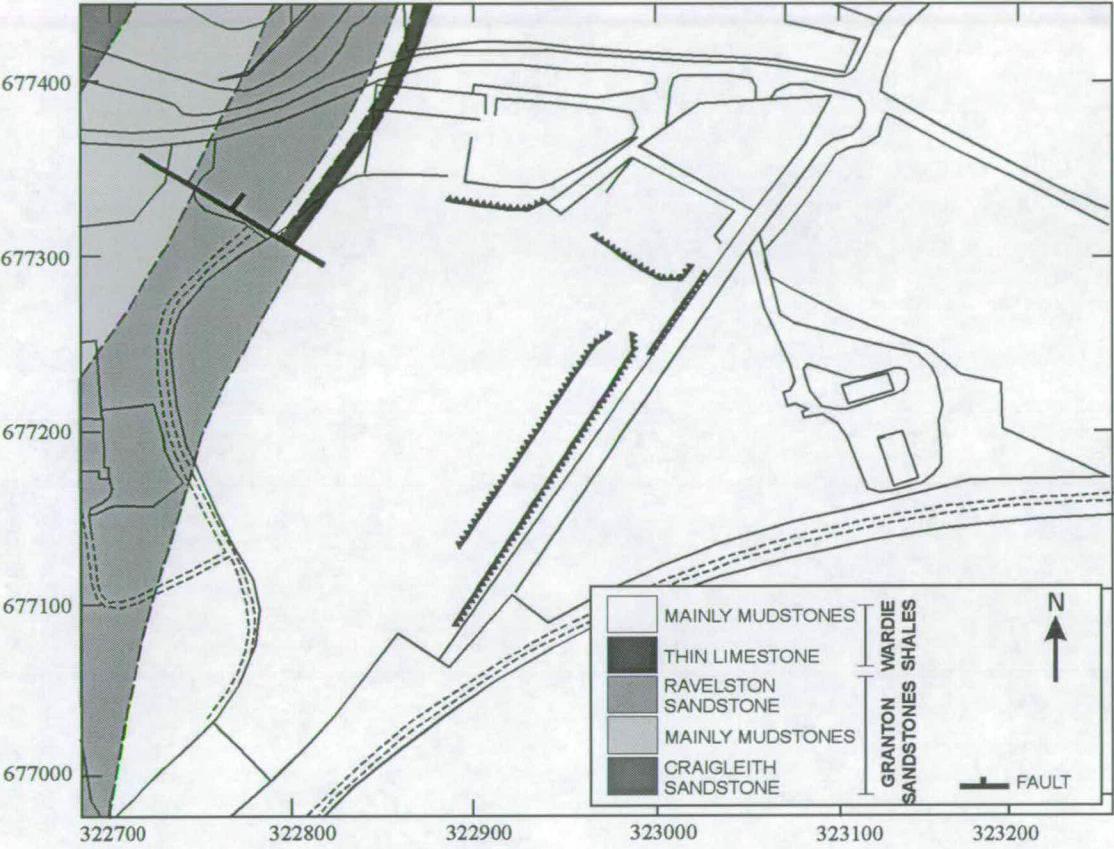 677400
677300
677200
677100
677000
322700
322800
322900
323000
323100
323200
MAINLY MUDSTONES
THIN LIMESTONE
RAVELSTON
SANDSTONE
MAINLY MUDSTONES
CRAIGLEITH
SANDSTONE
WARDIE
SHALES
GRANTON
SANDSTONES
N
FAULT